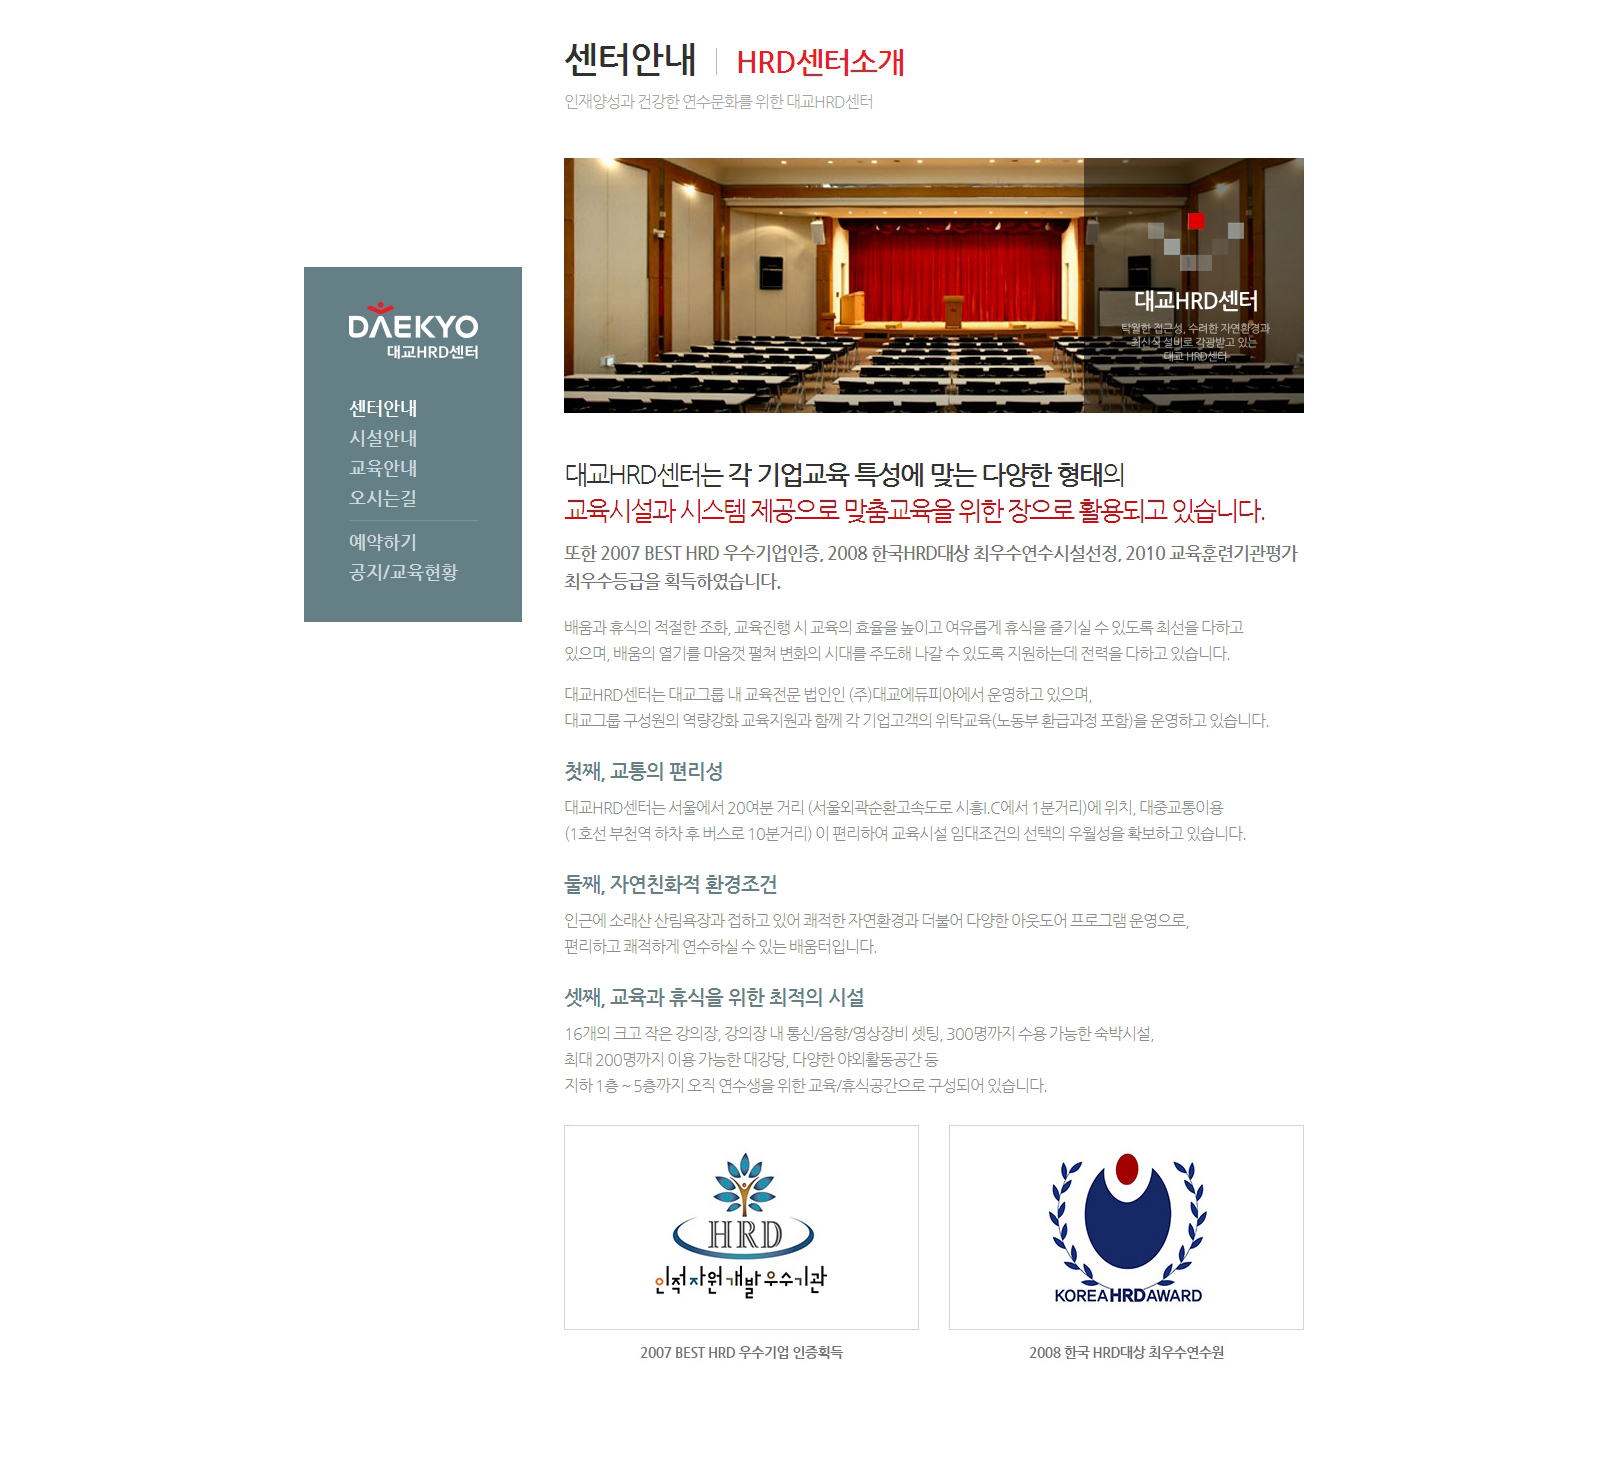 센터안내
HRD센터소개
인재양성과 건강한 연수문화를 위한 대교HRD센터
대교HRD센터
탁월한 접근성, 수려한 자연환경과
최신식 설비로 각광받고 있는
대교 HRD센터
DAEKYO
대교HRD센터
센터안내
시설안내
교육안내
오시는길
예약하기
공지/교육현황
대교HRD센터는 각 기업교육 특성에 맞는 다양한 형태의
교육시설과 시스템 제공으로 맞춤교육을 위한 장으로 활용되고 있습니다.
또한 2007 BEST HRD 우수기업인증, 2008 한국HRD대상 최우수연수시설선정, 2010 교육훈련기관평가
최우수등급을 획득하였습니다.
배움과 휴식의 적절한 조화, 교육진행 시 교육의 효율을 높이고 여유롭게 휴식을 즐기실 수 있도록 최선을 다하고
있으며, 배움의 열기를 마음껏 펼쳐 변화의 시대를 주도해 나갈 수 있도록 지원하는데 전력을 다하고 있습니다.
대교HRD센터는 대교그룹 내 교육전문 법인인 (주)대교에듀피아에서 운영하고 있으며,
대교그룹 구성원의 역량강화 교육지원과 함께 각 기업고객의 위탁교육(노동부 환급과정 포함)을 운영하고 있습니다.
첫째, 교통의 편리성
대교HRD센터는 서울에서 20여분 거리 (서울외곽순환고속도로 시흥I.C에서 1분거리)에 위치, 대중교통이용
(1호선 부천역 하차 후 버스로 10분거리) 이 편리하여 교육시설 임대조건의 선택의 우월성을 확보하고 있습니다.
둘째, 자연친화적 환경조건
인근에 소래산 산림욕장과 접하고 있어 쾌적한 자연환경과 더불어 다양한 아웃도어 프로그램 운영으로,
편리하고 쾌적하게 연수하실 수 있는 배움터입니다.
셋째, 교육과 휴식을 위한 최적의 시설
16개의 크고 작은 강의장, 강의장 내 통신/음향/영상장비 셋팅, 300명까지 수용 가능한 숙박시설,
최대 200명까지 이용 가능한 대강당, 다양한 야외활동공간 등
지하 1층 ~ 5층까지 오직 연수생을 위한 교육/휴식공간으로 구성되어 있습니다.
HRD
인적자원개발우수기관
KOREA HRD AWARD
2007 BEST HRD 우수기업 인증획득
2008 한국 HRD대상 최우수연수원